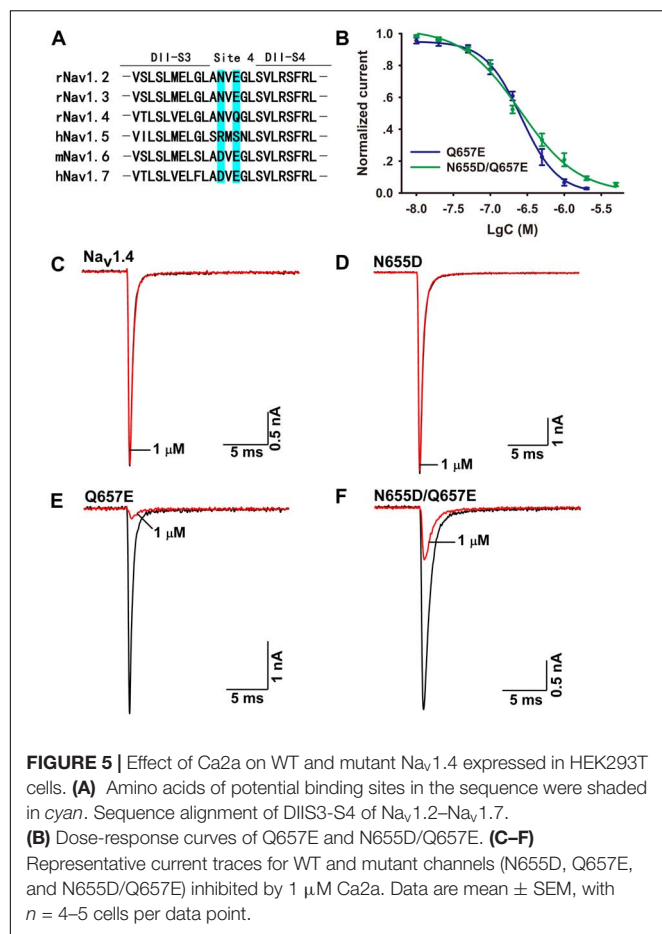 A
DII-S3 Site 4 DII-S4
rNav1.2 −VSLSLMELGLANVEGLSVLRSFRL−
rNav1.3 −VSLSLMELGLANVEGLSVLRSFRL−
rNav1.4 −VTLSLVELGLANVQGLSVLRSFRL−
hNav1.5 −VILSLMELGLSRMSNLSVLRSFRL−
mNav1.6 −VSLSLMELSLADVEGLSVLRSFRL−
hNav1.7 −VTLSLVELFLADVEGLSVLRSFRL−
B
Normalized current
1.0
.8
.6
.4
.2
0.0
Q657E
N655D/Q657E
-8.0 -7.5 -7.0 -6.5 -6.0 -5.5
LgC (M)
C Nav1.4
1 μM
0.5 nA
5 ms
D N655D
1 μM
1 nA
5 ms
E Q657E
1 μM
1 nA
5 ms
F N655D/Q657E
1 μM
0.5 nA
5 ms
FIGURE 5 | Effect of Ca2a on WT and mutant Nav1.4 expressed in HEK293T
cells. (A) Amino acids of potential binding sites in the sequence were shaded
in cyan. Sequence alignment of DIIS3-S4 of Nav1.2–Nav1.7.
(B) Dose-response curves of Q657E and N655D/Q657E. (C–F)
Representative current traces for WT and mutant channels (N655D, Q657E,
and N655D/Q657E) inhibited by 1 μM Ca2a. Data are mean ± SEM, with
n = 4–5 cells per data point.